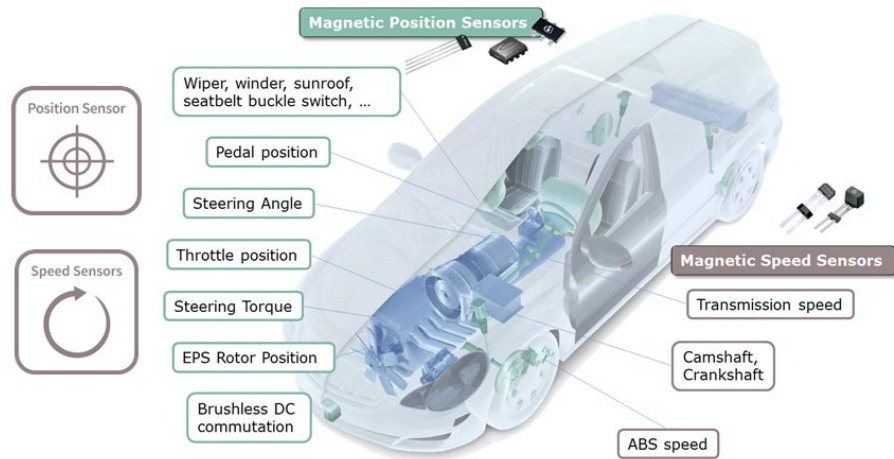 Magnetic Position Sensors
Wiper, winder, sunroof,
seatbelt buckle switch, ...
Position Sensor
Pedal position
Steering Angle
Throttle position
Magnetic Speed Sensors
Speed Sensors
Transmission speed
Steering Torque
EPS Rotor Position
Camshaft,
Crankshaft
Brushless DC
commutation
ABS speed